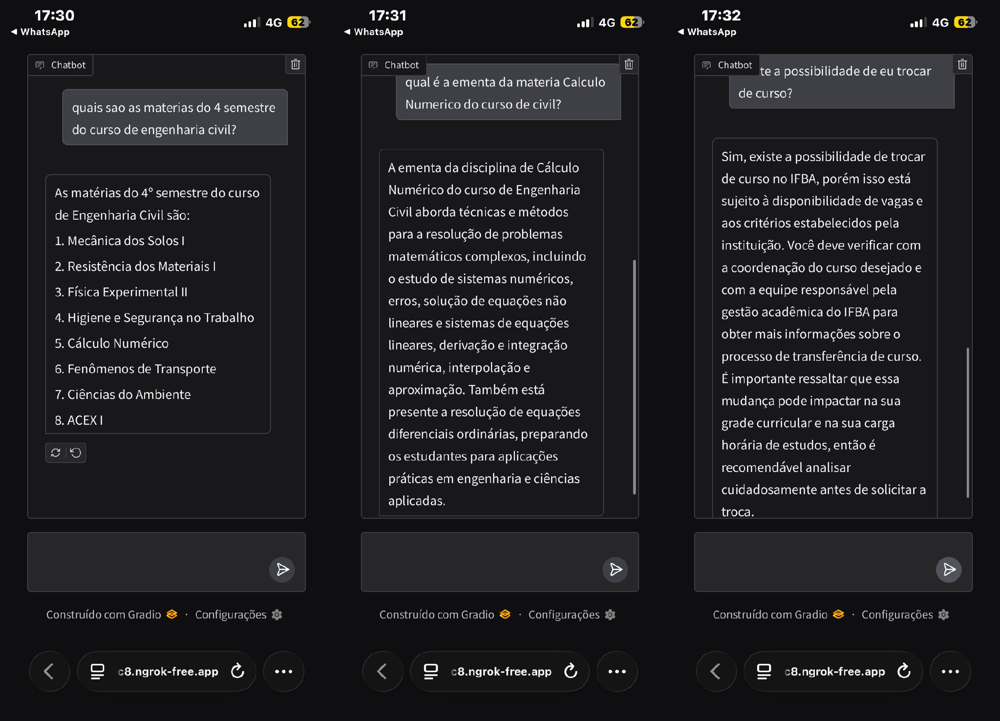 17:30
4G 62
◀ WhatsApp
Chatbot
quais sao as materias do 4 semestre
do curso de engenharia civil?
As matérias do 4º semestre do curso
de Engenharia Civil são:
1. Mecânica dos Solos I
2. Resistência dos Materiais I
3. Física Experimental II
4. Higiene e Segurança no Trabalho
5. Cálculo Numérico
6. Fenômenos de Transporte
7. Ciências do Ambiente
8. ACEX I
Construído com Gradio · Configurações
c8.ngrok-free.app
17:31
4G 62
◀ WhatsApp
Chatbot
qual é a ementa da materia Calculo
Numerico do curso de civil?
A ementa da disciplina de Cálculo
Numérico do curso de Engenharia
Civil aborda técnicas e métodos
para a resolução de problemas
matemáticos complexos, incluindo
o estudo de sistemas numéricos,
erros, solução de equações não
lineares e sistemas de equações
lineares, derivação e integração
numérica, interpolação e
aproximação. Também está
presente a resolução de equações
diferenciais ordinárias, preparando
os estudantes para aplicações
práticas em engenharia e ciências
aplicadas.
Construído com Gradio · Configurações
c8.ngrok-free.app
17:32
4G 62
◀ WhatsApp
Chatbot
te a possibilidade de eu trocar
de curso?
Sim, existe a possibilidade de trocar
de curso no IFBA, porém isso está
sujeito à disponibilidade de vagas e
aos critérios estabelecidos pela
instituição. Você deve verificar com
a coordenação do curso desejado e
com a equipe responsável pela
gestão acadêmica do IFBA para
obter mais informações sobre o
processo de transferência de curso.
É importante ressaltar que essa
mudança pode impactar na sua
grade curricular e na sua carga
horária de estudos, então é
recomendável analisar
cuidadosamente antes de solicitar a
troca.
Construído com Gradio · Configurações
c8.ngrok-free.app